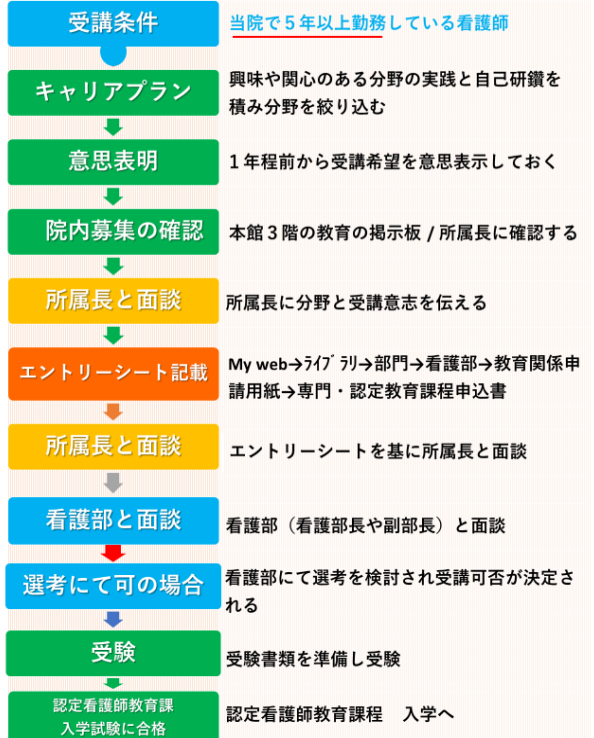 受講条件
当院で５年以上勤務している看護師
キャリアプラン
興味や関心のある分野の実践と自己研鑽を
積み分野を絞り込む
意思表明
１年程前から受講希望を意思表示しておく
院内募集の確認
本館３階の教育の掲示板 / 所属長に確認する
所属長と面談
所属長に分野と受講意志を伝える
エントリーシート記載
My web→ﾗｲﾌﾞﾗﾘ→部門→看護部→教育関係申
請用紙→専門・認定教育課程申込書
所属長と面談
エントリーシートを基に所属長と面談
看護部と面談
看護部（看護部長や副部長）と面談
選考にて可の場合
看護部にて選考を検討され受講可否が決定さ
れる
受験
受験書類を準備し受験
認定看護師教育課
入学試験に合格
認定看護師教育課程　入学へ